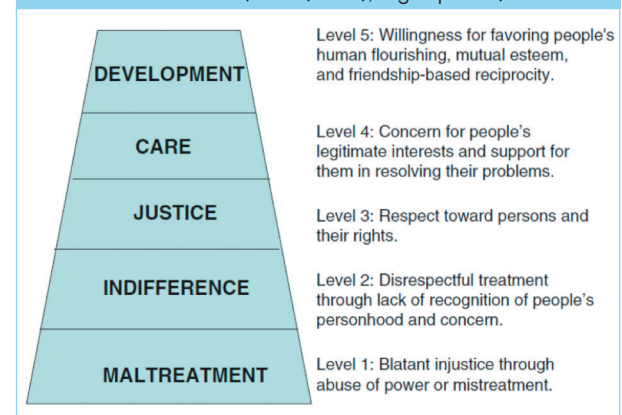 Level 5: Willingness for favoring people's
human flourishing, mutual esteem,
and friendship-based reciprocity.
DEVELOPMENT
Level 4: Concern for people's
legitimate interests and support for
them in resolving their problems.
CARE
Level 3: Respect toward persons and
their rights.
JUSTICE
Level 2: Disrespectful treatment
through lack of recognition of people's
personhood and concern.
INDIFFERENCE
Level 1: Blatant injustice through
abuse of power or mistreatment.
MALTREATMENT